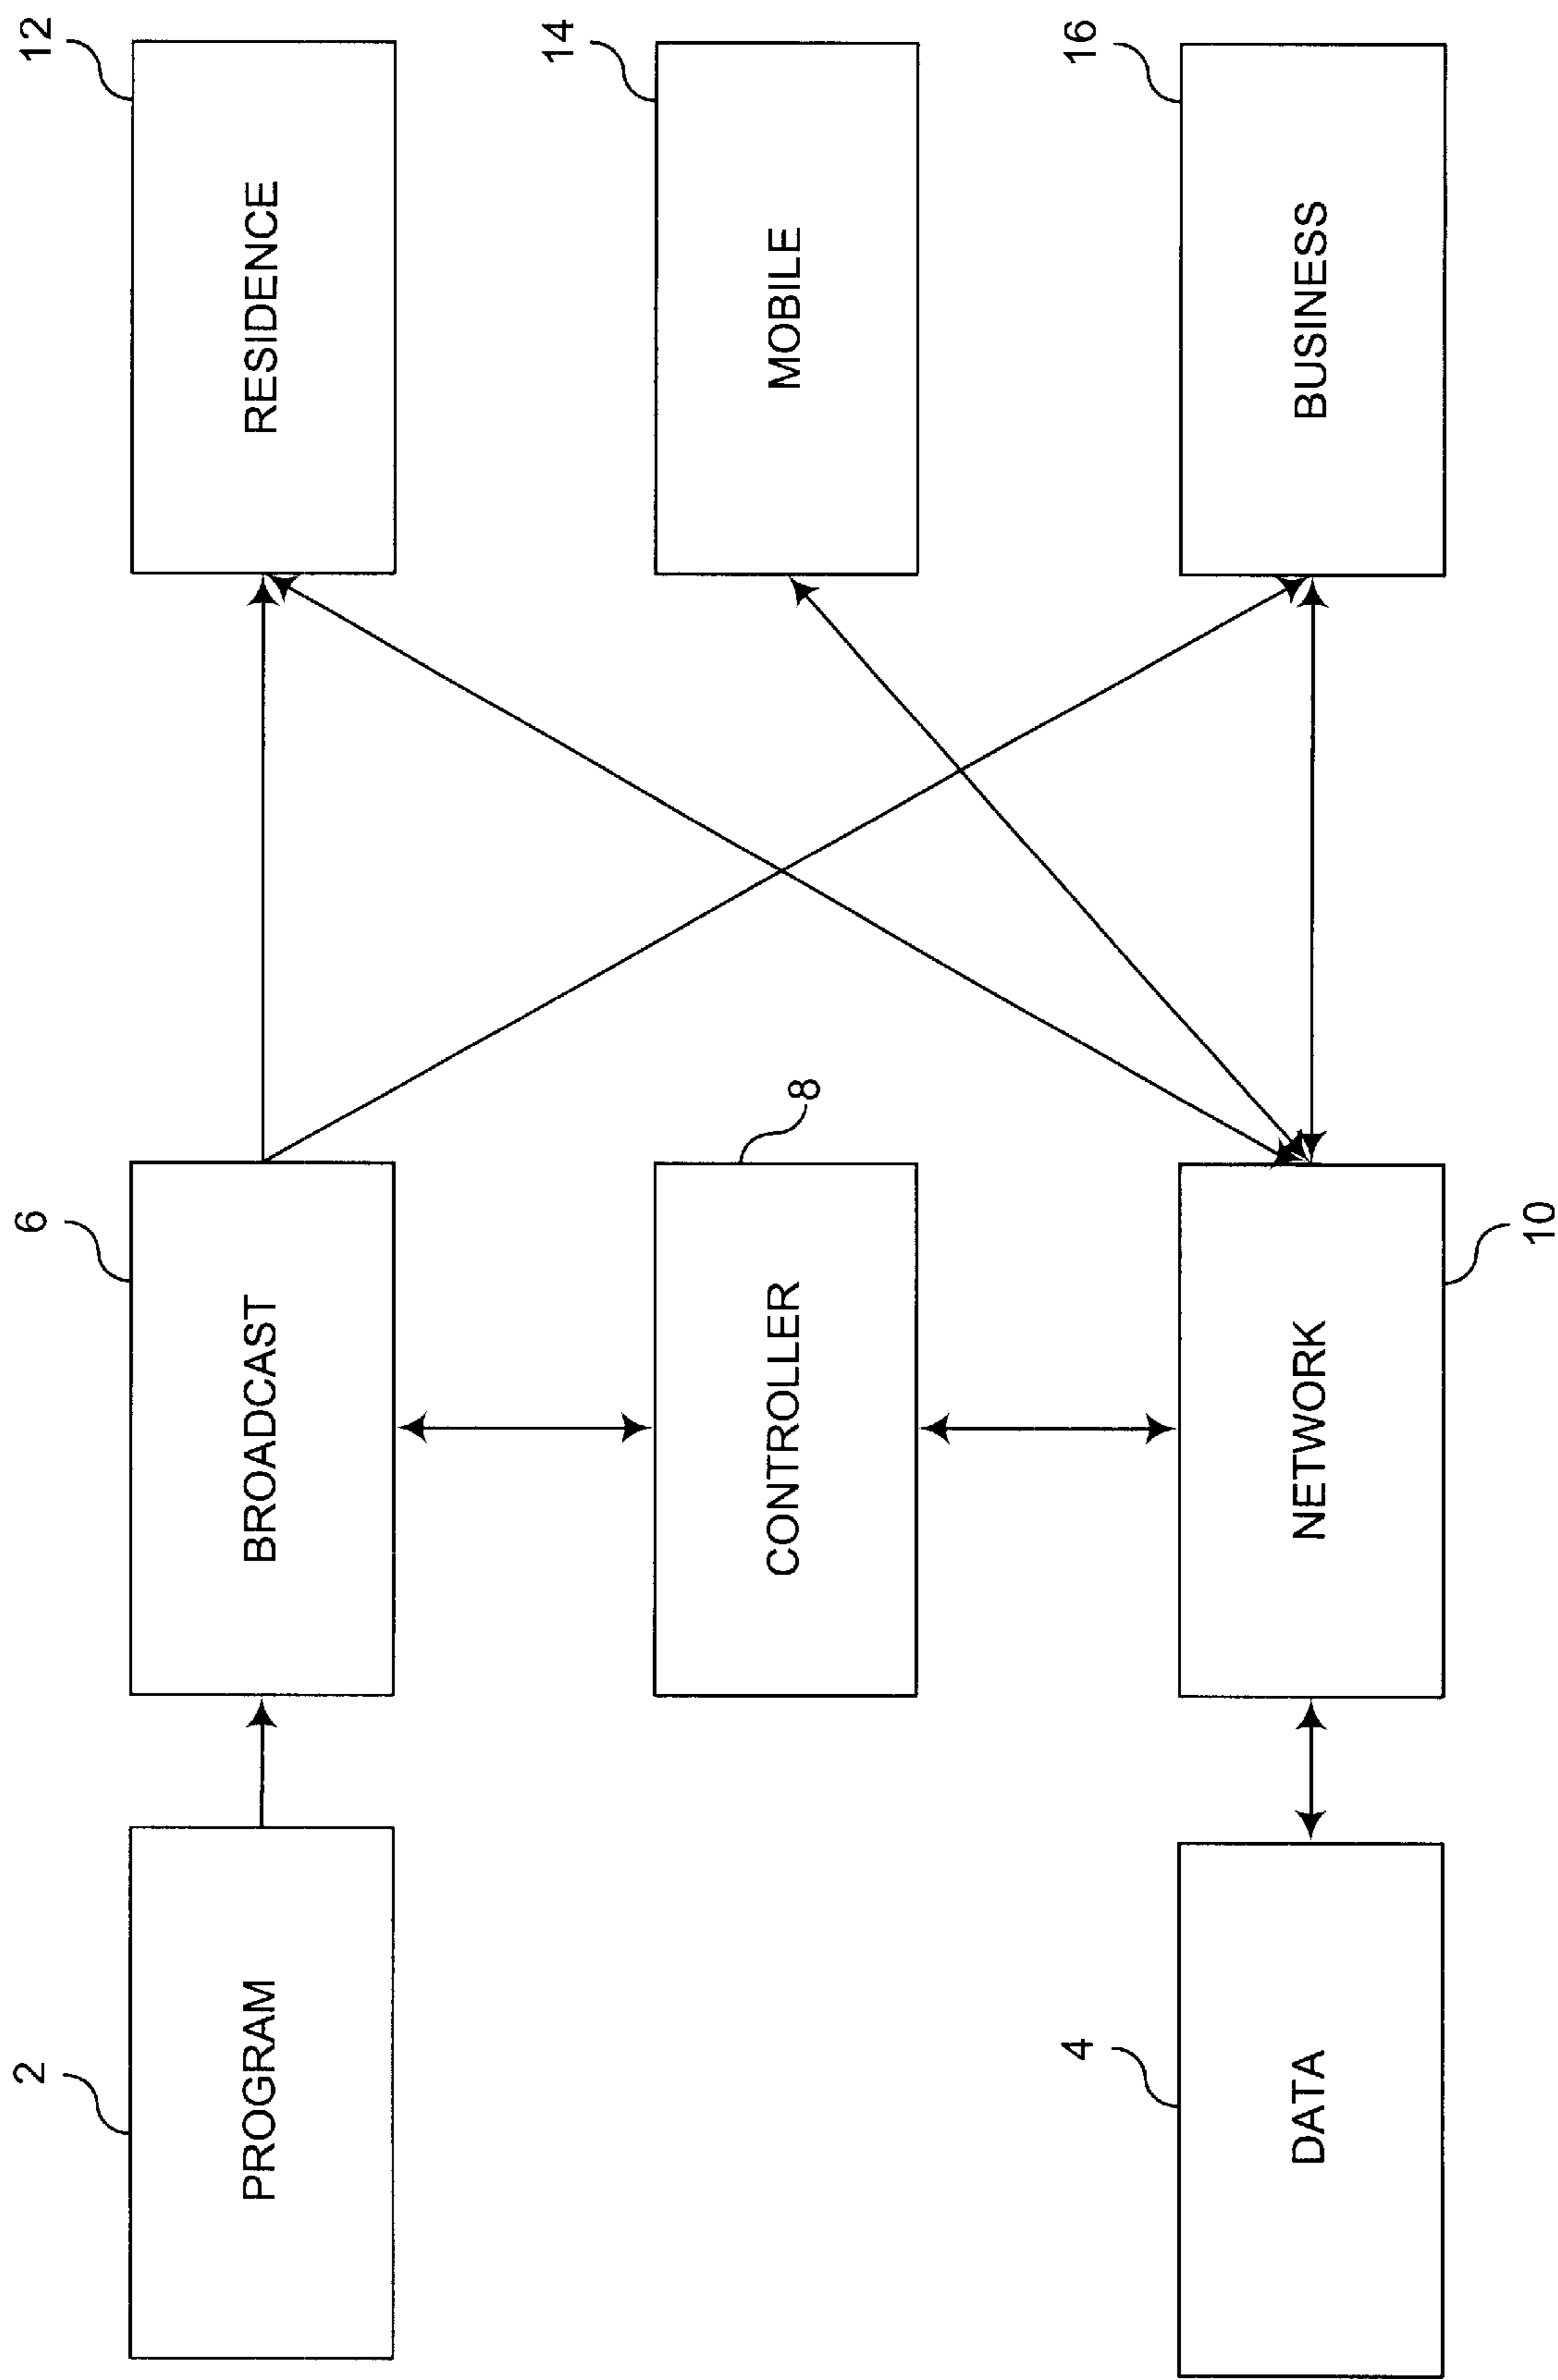 2
PROGRAM
6
BROADCAST
12
RESIDENCE
8
CONTROLLER
14
MOBILE
4
DATA
10
NETWORK
16
BUSINESS